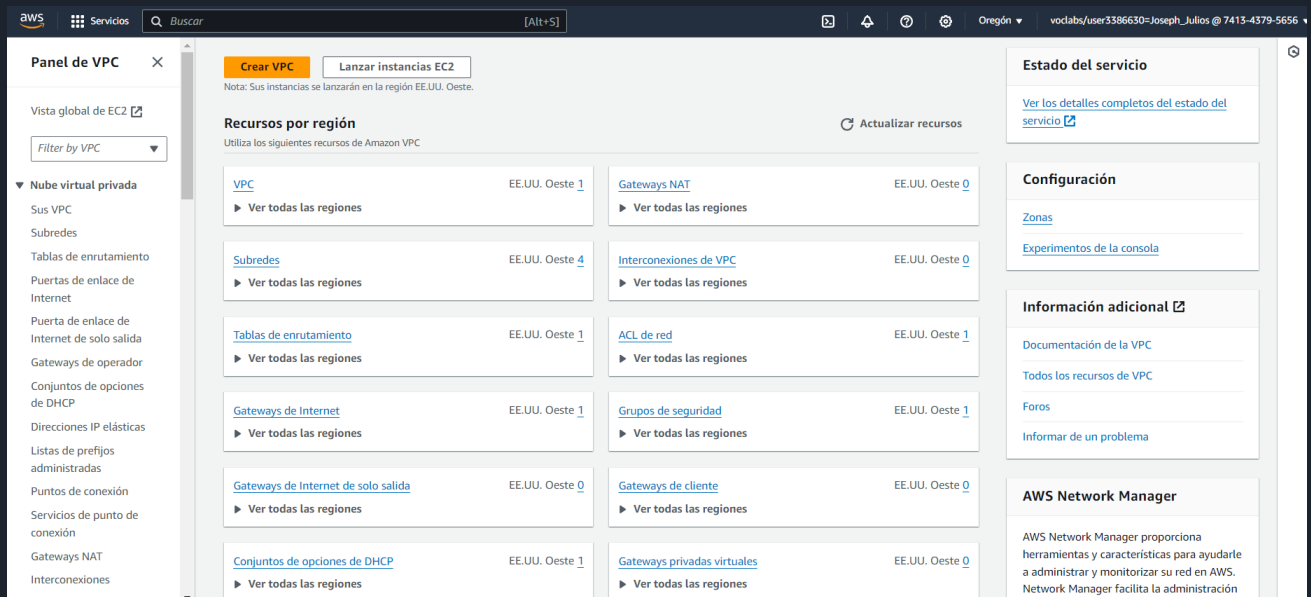 aws
Servicios
Buscar
[Alt+S]
Oregón
voclabs/user3386630=Joseph_Julios @ 7413-4379-5656
Panel de VPC
Vista global de EC2
Filter by VPC
Nube virtual privada
Sus VPC
Subredes
Tablas de enrutamiento
Puertas de enlace de
Internet
Puerta de enlace de
Internet de solo salida
Gateways de operador
Conjuntos de opciones
de DHCP
Direcciones IP elásticas
Listas de prefijos
administradas
Puntos de conexión
Servicios de punto de
conexión
Gateways NAT
Interconexiones
Crear VPC
Lanzar instancias EC2
Nota: Sus instancias se lanzarán en la región EE.UU. Oeste.
Recursos por región
Actualizar recursos
Utiliza los siguientes recursos de Amazon VPC
VPC
EE.UU. Oeste 1
Ver todas las regiones
Gateways NAT
EE.UU. Oeste 0
Ver todas las regiones
Subredes
EE.UU. Oeste 4
Ver todas las regiones
Interconexiones de VPC
EE.UU. Oeste 0
Ver todas las regiones
Tablas de enrutamiento
EE.UU. Oeste 1
Ver todas las regiones
ACL de red
EE.UU. Oeste 1
Ver todas las regiones
Gateways de Internet
EE.UU. Oeste 1
Ver todas las regiones
Grupos de seguridad
EE.UU. Oeste 1
Ver todas las regiones
Gateways de Internet de solo salida
EE.UU. Oeste 0
Ver todas las regiones
Gateways de cliente
EE.UU. Oeste 0
Ver todas las regiones
Conjuntos de opciones de DHCP
EE.UU. Oeste 1
Ver todas las regiones
Gateways privadas virtuales
EE.UU. Oeste 0
Ver todas las regiones
Estado del servicio
Ver los detalles completos del estado del
servicio
Configuración
Zonas
Experimentos de la consola
Información adicional
Documentación de la VPC
Todos los recursos de VPC
Foros
Informar de un problema
AWS Network Manager
AWS Network Manager proporciona
herramientas y características para ayudarle
a administrar y monitorizar su red en AWS.
Network Manager facilita la administración